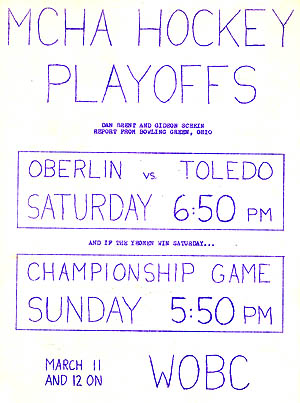 MCHA HOCKEY
PLAYOFFS
DAN BRENT AND GIDEON SCHEIN
REPORT FROM BOWLING GREEN, OHIO
OBERLIN vs. TOLEDO
SATURDAY 6:50 PM
AND IF THE YEOMEN WIN SATURDAY...
CHAMPIONSHIP GAME
SUNDAY 5:50 PM
MARCH 11
AND 12 ON
WOBC